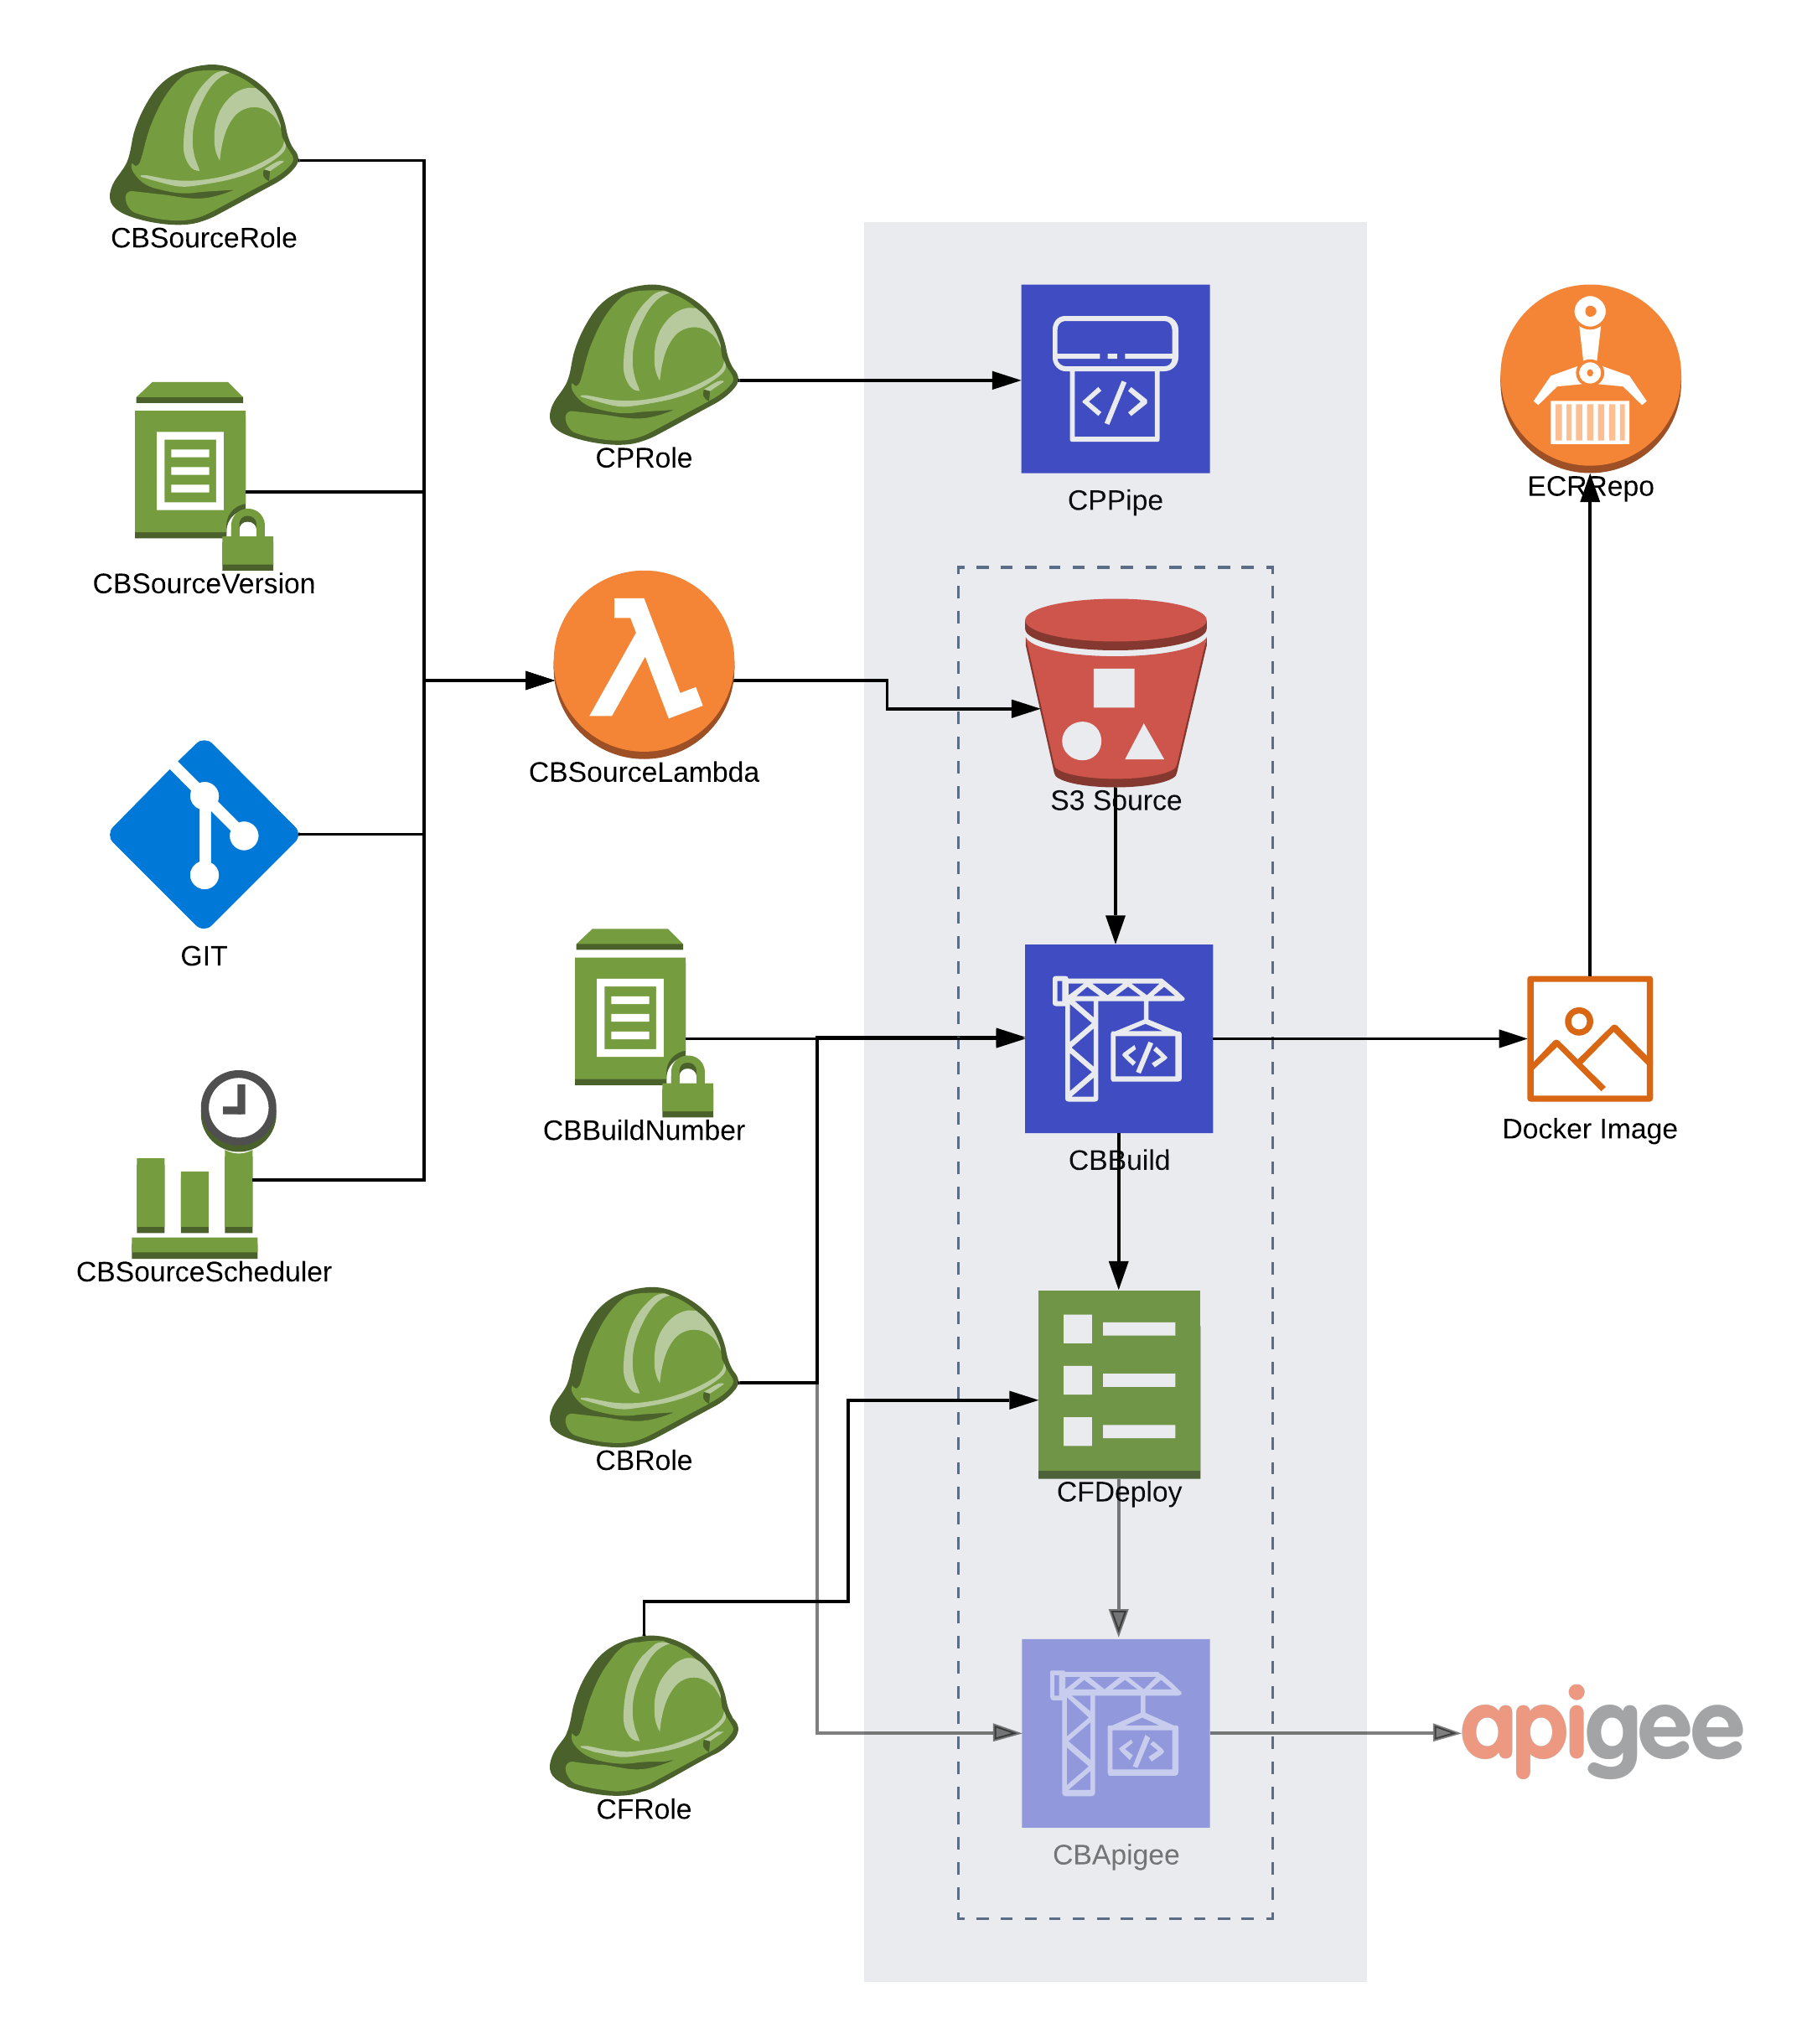 CBSourceRole
CPRole
CPPipe
ECRRepo
CBSourceVersion
CBSourceLambda
S3 Source
GIT
CBBuildNumber
CBBuild
Docker Image
CBSourceScheduler
CBRole
CFDeploy
apigee
CFRole
CBApigee